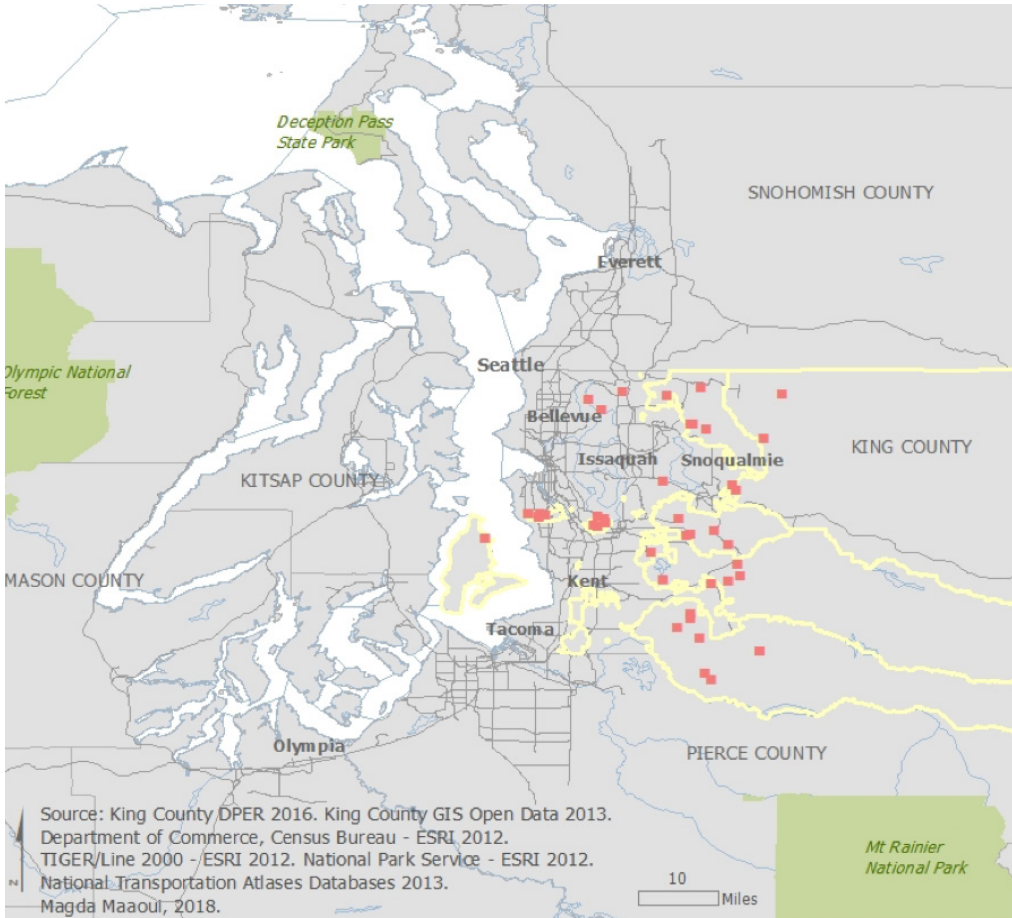 Deception Pass
State Park
SNOHOMISH COUNTY
Everett
Seattle
Olympic National
Forest
Bellevue
KING COUNTY
Issaquah
Snoqualmie
KITSAP COUNTY
MASON COUNTY
Kent
Tacoma
Olympia
PIERCE COUNTY
Source: King County DPER 2016. King County GIS Open Data 2013.
Department of Commerce, Census Bureau - ESRI 2012.
TIGER/Line 2000 - ESRI 2012. National Park Service - ESRI 2012.
National Transportation Atlases Databases 2013.
Magda Maaoui, 2018.
N
10
Miles
Mt Rainier
National Park